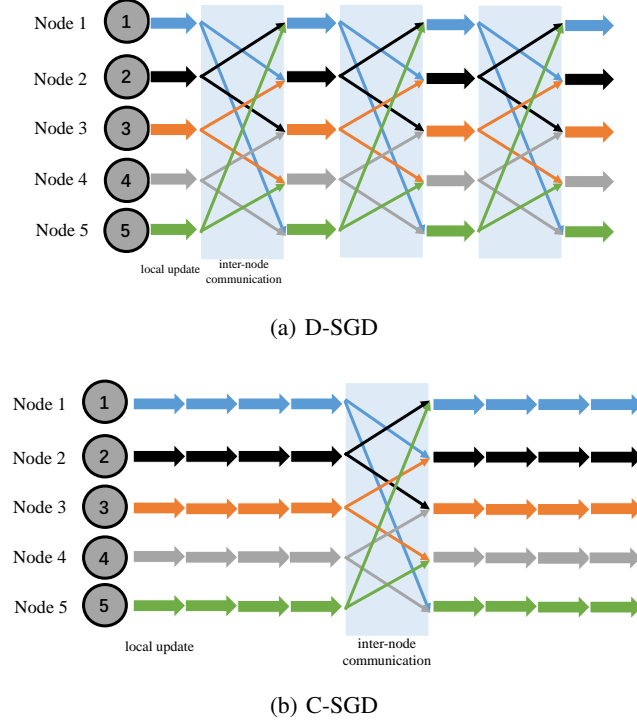 Node 1
1
Node 2
2
Node 3
3
Node 4
4
Node 5
5
local update
inter-node
communication
(a) D-SGD
Node 1
1
Node 2
2
Node 3
3
Node 4
4
Node 5
5
local update
inter-node
communication
(b) C-SGD